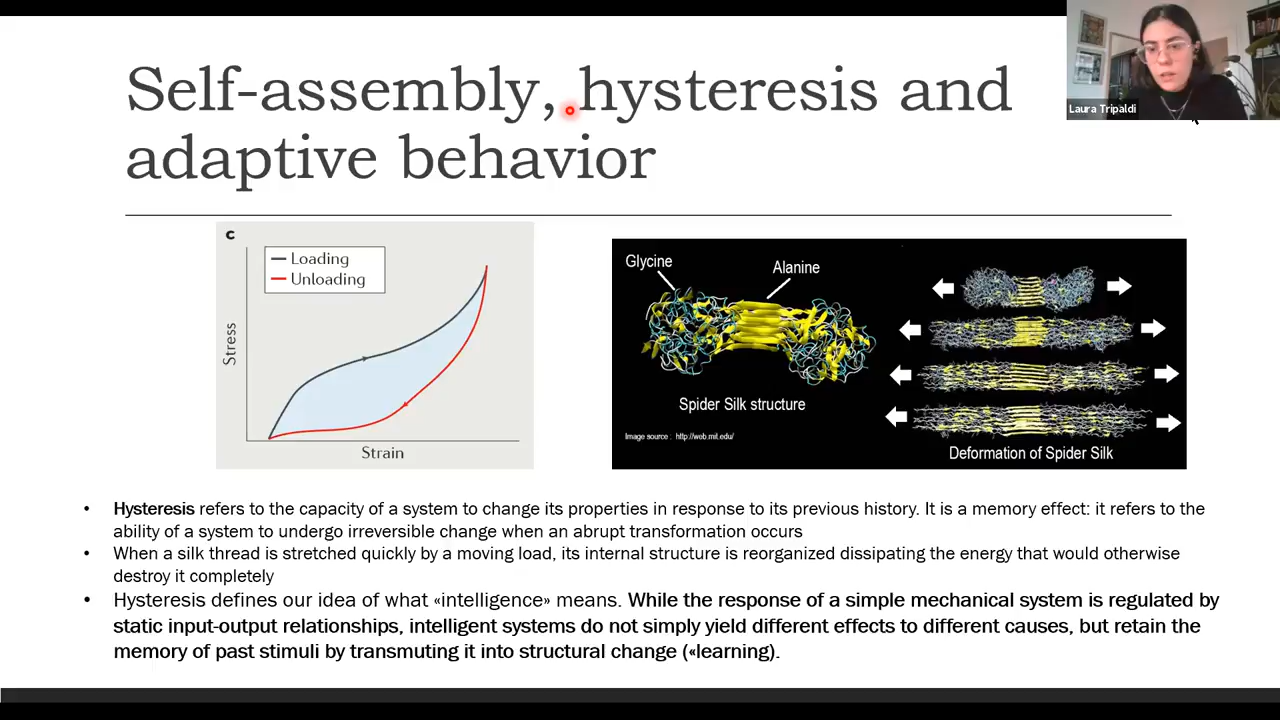 Laura Tripaldi
Self-assembly, hysteresis and
adaptive behavior
c
Loading
Unloading
Stress
Strain
Glycine
Alanine
Spider Silk structure
Image source : http://web.mit.edu/
Deformation of Spider Silk
• Hysteresis refers to the capacity of a system to change its properties in response to its previous history. It is a memory effect: it refers to the
ability of a system to undergo irreversible change when an abrupt transformation occurs
• When a silk thread is stretched quickly by a moving load, its internal structure is reorganized dissipating the energy that would otherwise
destroy it completely
• Hysteresis defines our idea of what «intelligence» means. While the response of a simple mechanical system is regulated by
static input-output relationships, intelligent systems do not simply yield different effects to different causes, but retain the
memory of past stimuli by transmuting it into structural change («learning).